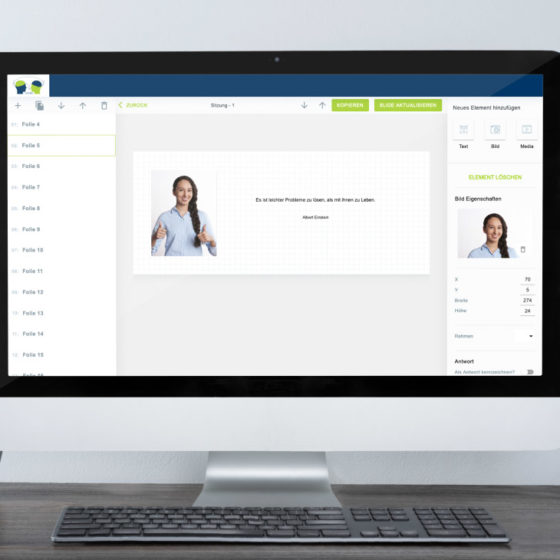 ZURÜCK
Sitzung - 1
KOPIEREN
SLIDE AKTUALISIEREN
Folie 4
Folie 5
Folie 6
Folie 7
Folie 8
Folie 9
Folie 10
Folie 11
Folie 12
Folie 13
Folie 14
Folie 15
Es ist leichter Probleme zu lösen, als mit ihnen zu Leben.
Albert Einstein
Neues Element hinzufügen
Text
Bild
Media
ELEMENT LÖSCHEN
Bild Eigenschaften
X 70
Y 5
Breite 274
Höhe 24
Rahmen
Antwort
Als Antwort kennzeichnen?